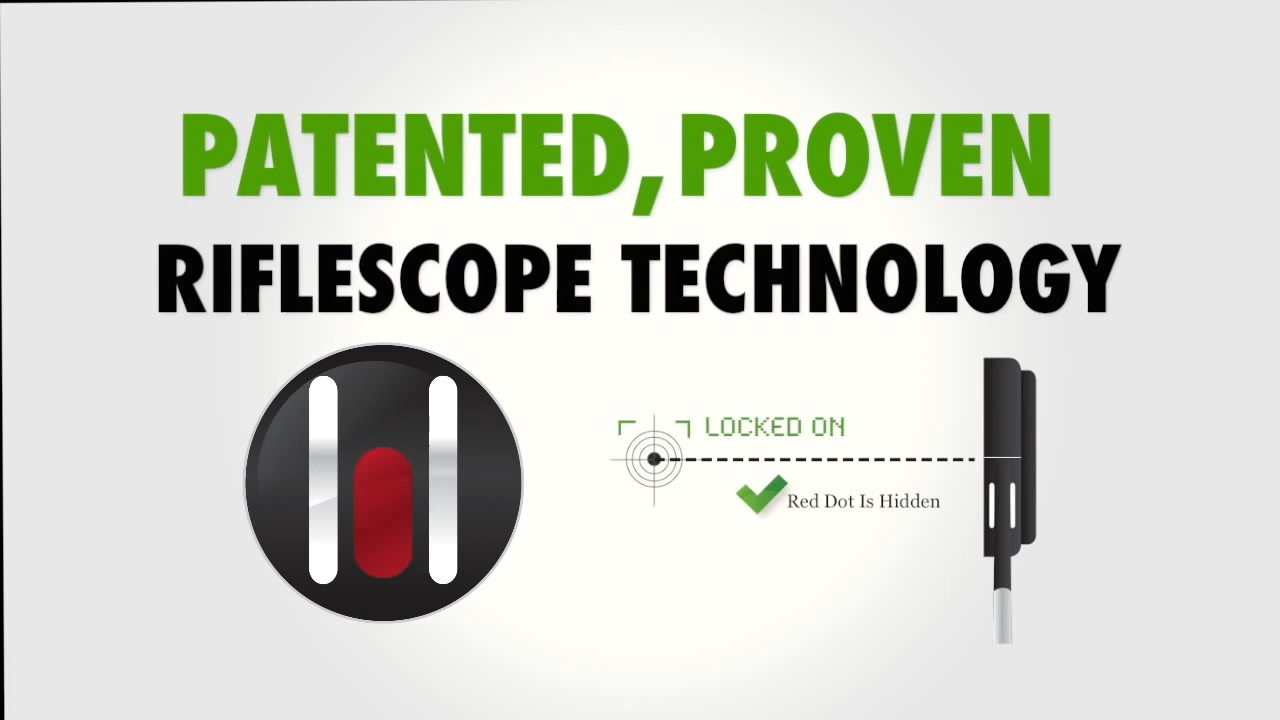 PATENTED, PROVEN
RIFLESCOPE TECHNOLOGY
LOCKED ON
Red Dot Is Hidden